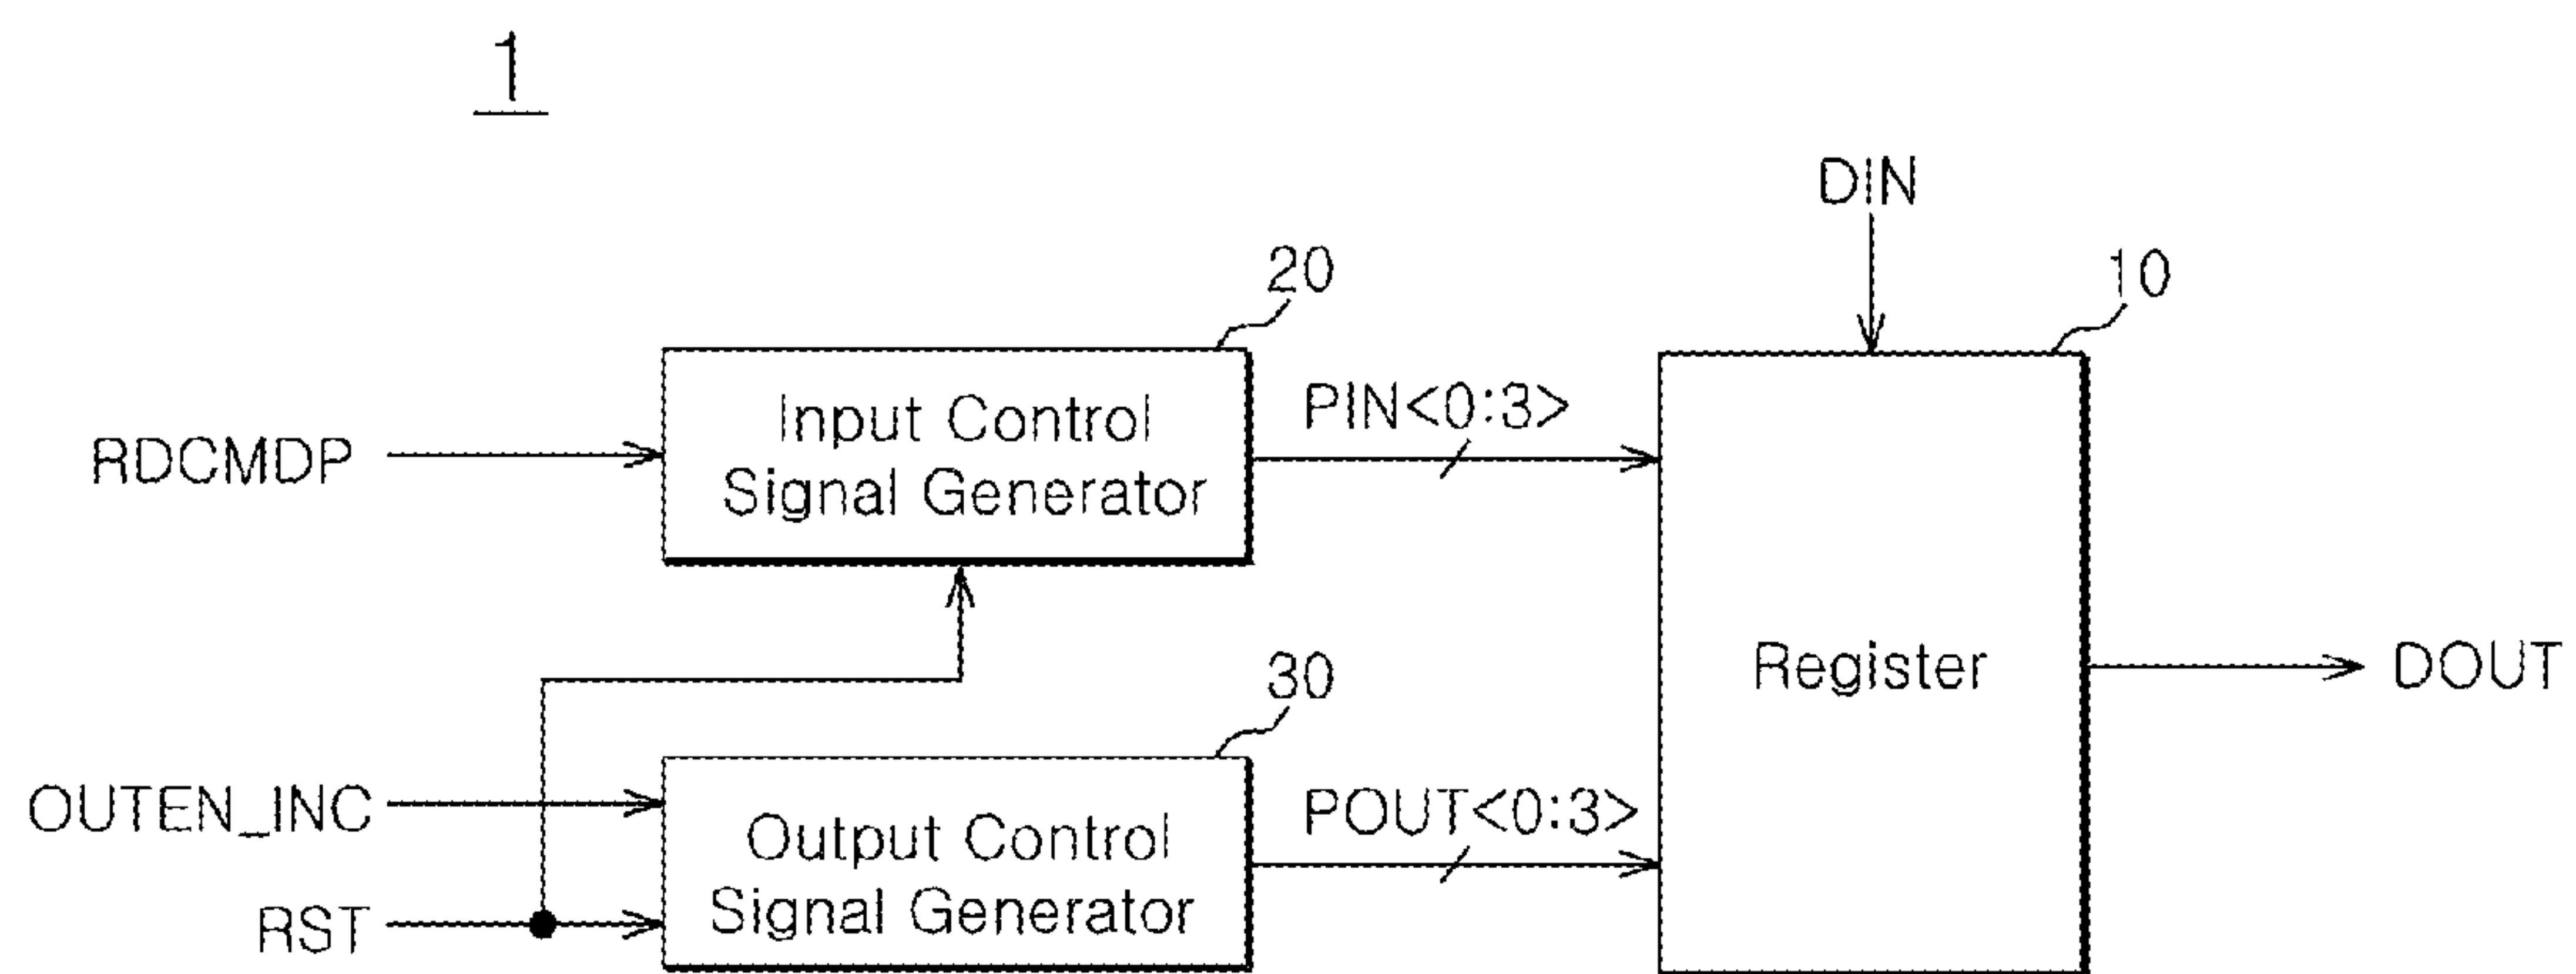 1
DIN
20
10
Input Control
Signal Generator
PIN<0:3>
RDCMDP
Register
DOUT
30
OUTEN_INC
Output Control
Signal Generator
POUT<0:3>
RST